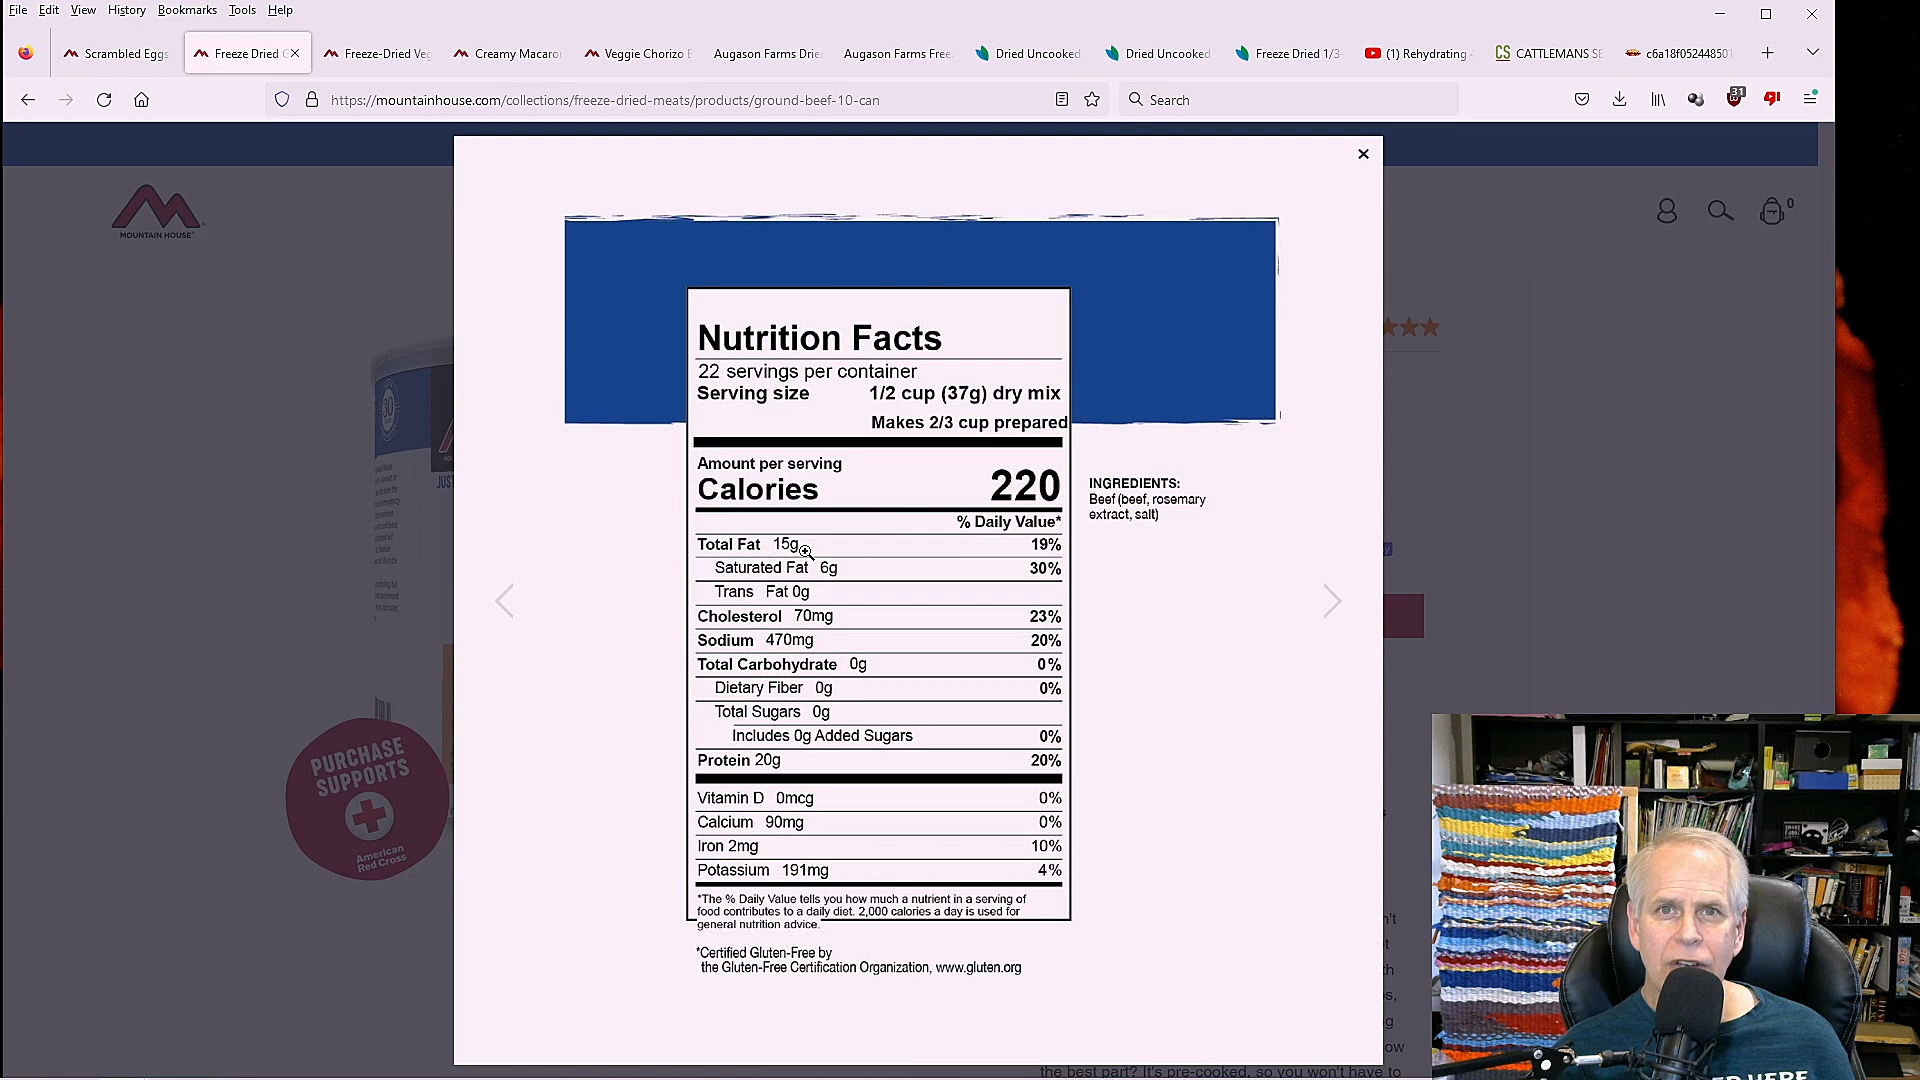 File Edit View History Bookmarks Tools Help
Scrambled Eggs
Freeze Dried
Freeze-Dried Veg
Creamy Macaro
Veggie Chorizo
Augason Farms Drie
Augason Farms Free
Dried Uncooked
Dried Uncooked
Freeze Dried 1/3-
(1) Rehydrating
CS CATTLEMANS SE
c6a18f052448501
https://mountainhouse.com/collections/freeze-dried-meats/products/ground-beef-10-can
Search
31
MOUNTAIN HOUSE
0
30
JUST
PURCHASE
SUPPORTS
American
Red Cross
Nutrition Facts
22 servings per container
Serving size 1/2 cup (37g) dry mix
Makes 2/3 cup prepared
Amount per serving
Calories 220
% Daily Value*
Total Fat 15g 19%
Saturated Fat 6g 30%
Trans Fat 0g
Cholesterol 70mg 23%
Sodium 470mg 20%
Total Carbohydrate 0g 0%
Dietary Fiber 0g 0%
Total Sugars 0g
Includes 0g Added Sugars 0%
Protein 20g 20%
Vitamin D 0mcg 0%
Calcium 90mg 0%
Iron 2mg 10%
Potassium 191mg 4%
*The % Daily Value tells you how much a nutrient in a serving of
food contributes to a daily diet. 2,000 calories a day is used for
general nutrition advice.
*Certified Gluten-Free by
the Gluten-Free Certification Organization, www.gluten.org
INGREDIENTS:
Beef (beef, rosemary
extract, salt)
the best part? It's pre-cooked, so you won't have to